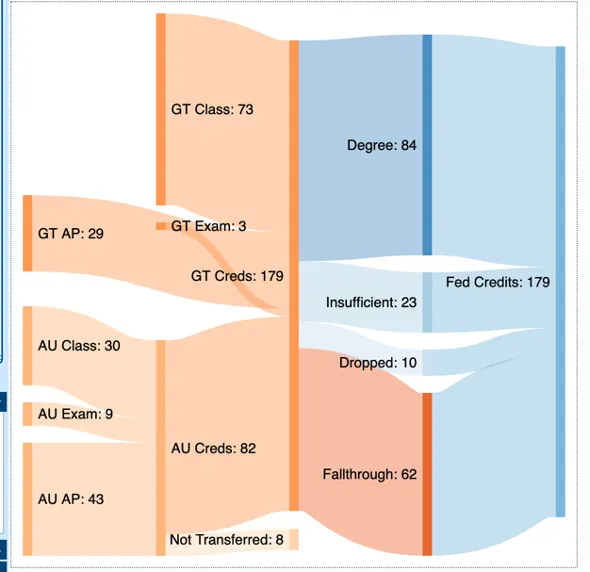 GT Class: 73
Degree: 84
GT Exam: 3
GT AP: 29
GT Creds: 179
Fed Credits: 179
Insufficient: 23
AU Class: 30
Dropped: 10
AU Exam: 9
AU Creds: 82
Fallthrough: 62
AU AP: 43
Not Transferred: 8